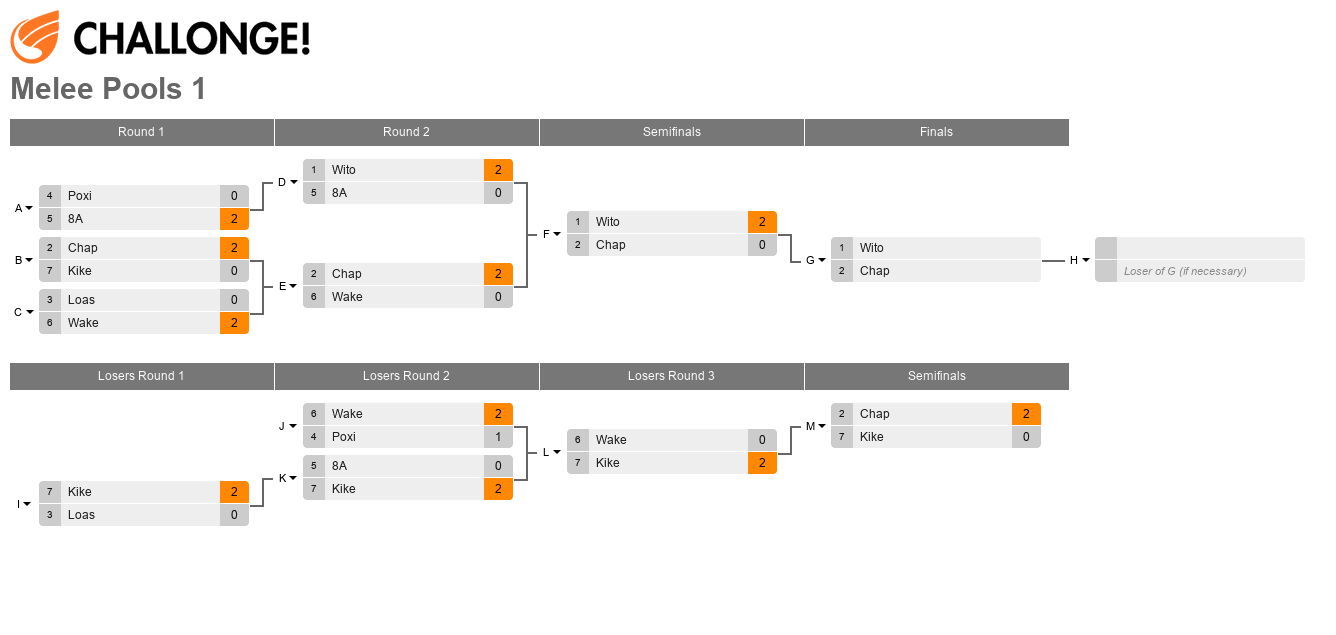 CHALLONGE!
Melee Pools 1
Round 1 Round 2 Semifinals Finals
A
4 Poxi 0
5 8A 2
B
2 Chap 2
7 Kike 0
C
3 Loas 0
6 Wake 2
D
1 Wito 2
5 8A 0
E
2 Chap 2
6 Wake 0
F
1 Wito 2
2 Chap 0
G
1 Wito
2 Chap
H
Loser of G (if necessary)
Losers Round 1 Losers Round 2 Losers Round 3 Semifinals
I
7 Kike 2
3 Loas 0
J
6 Wake 2
4 Poxi 1
K
5 8A 0
7 Kike 2
L
6 Wake 0
7 Kike 2
M
2 Chap 2
7 Kike 0